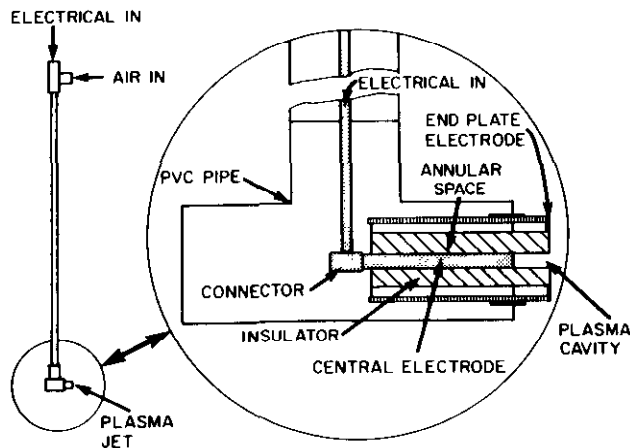 ELECTRICAL IN
AIR IN
PLASMA
JET
ELECTRICAL IN
END PLATE
ELECTRODE
ANNULAR
SPACE
PVC PIPE
CONNECTOR
INSULATOR
CENTRAL ELECTRODE
PLASMA
CAVITY